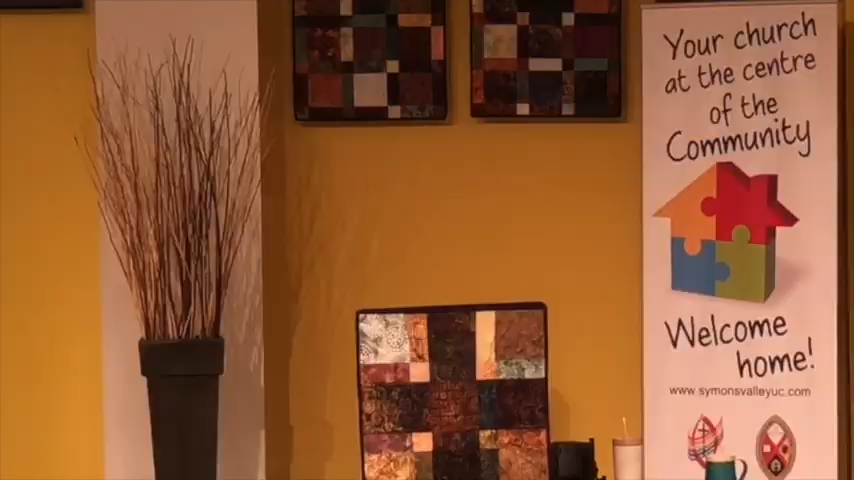 Your church
at the centre
of the
Community
Welcome
home!
www.symonsvalleyuc.com